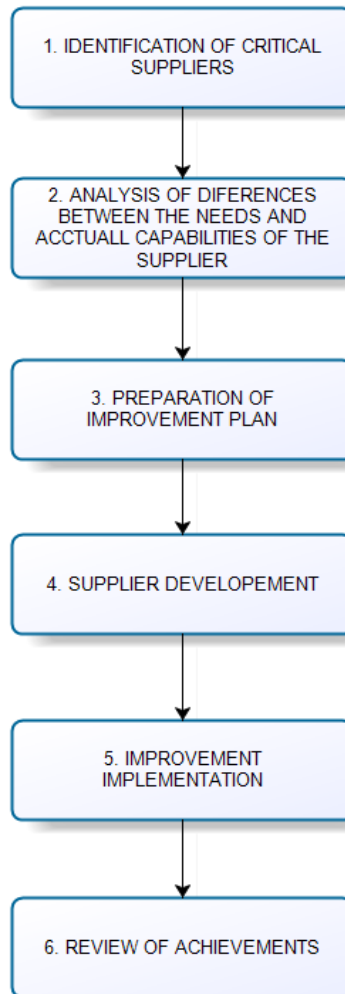 1. IDENTIFICATION OF CRITICAL
SUPPLIERS
2. ANALYSIS OF DIFERENCES
BETWEEN THE NEEDS AND
ACCTUALL CAPABILITIES OF THE
SUPPLIER
3. PREPARATION OF
IMPROVEMENT PLAN
4. SUPPLIER DEVELOPEMENT
5. IMPROVEMENT
IMPLEMENTATION
6. REVIEW OF ACHIEVEMENTS